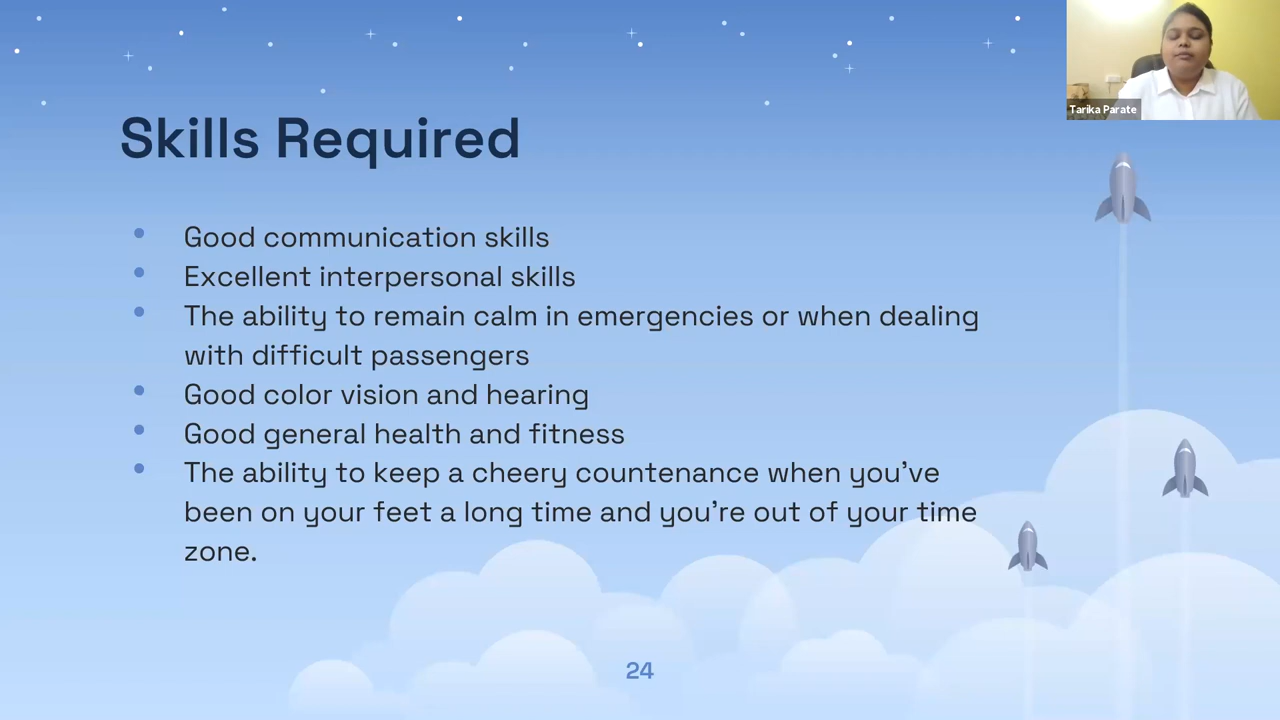 Tarika Parate
Skills Required
Good communication skills
Excellent interpersonal skills
The ability to remain calm in emergencies or when dealing
with difficult passengers
Good color vision and hearing
Good general health and fitness
The ability to keep a cheery countenance when you've
been on your feet a long time and you're out of your time
zone.
24